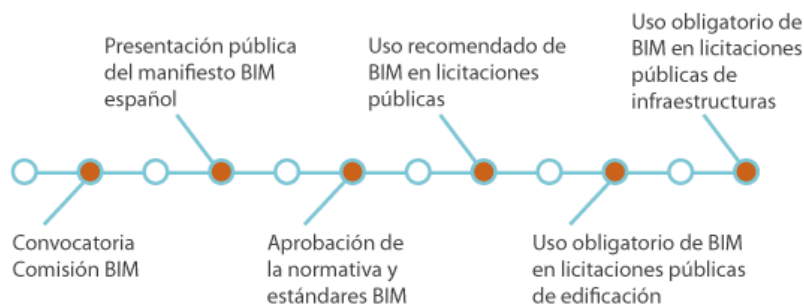 Presentación pública
del manifiesto BIM
español
Uso recomendado de
BIM en licitaciones
públicas
Uso obligatorio de
BIM en licitaciones
públicas de
infraestructuras
Convocatoria
Comisión BIM
Aprobación de
la normativa y
estándares BIM
Uso obligatorio de BIM
en licitaciones públicas
de edificación